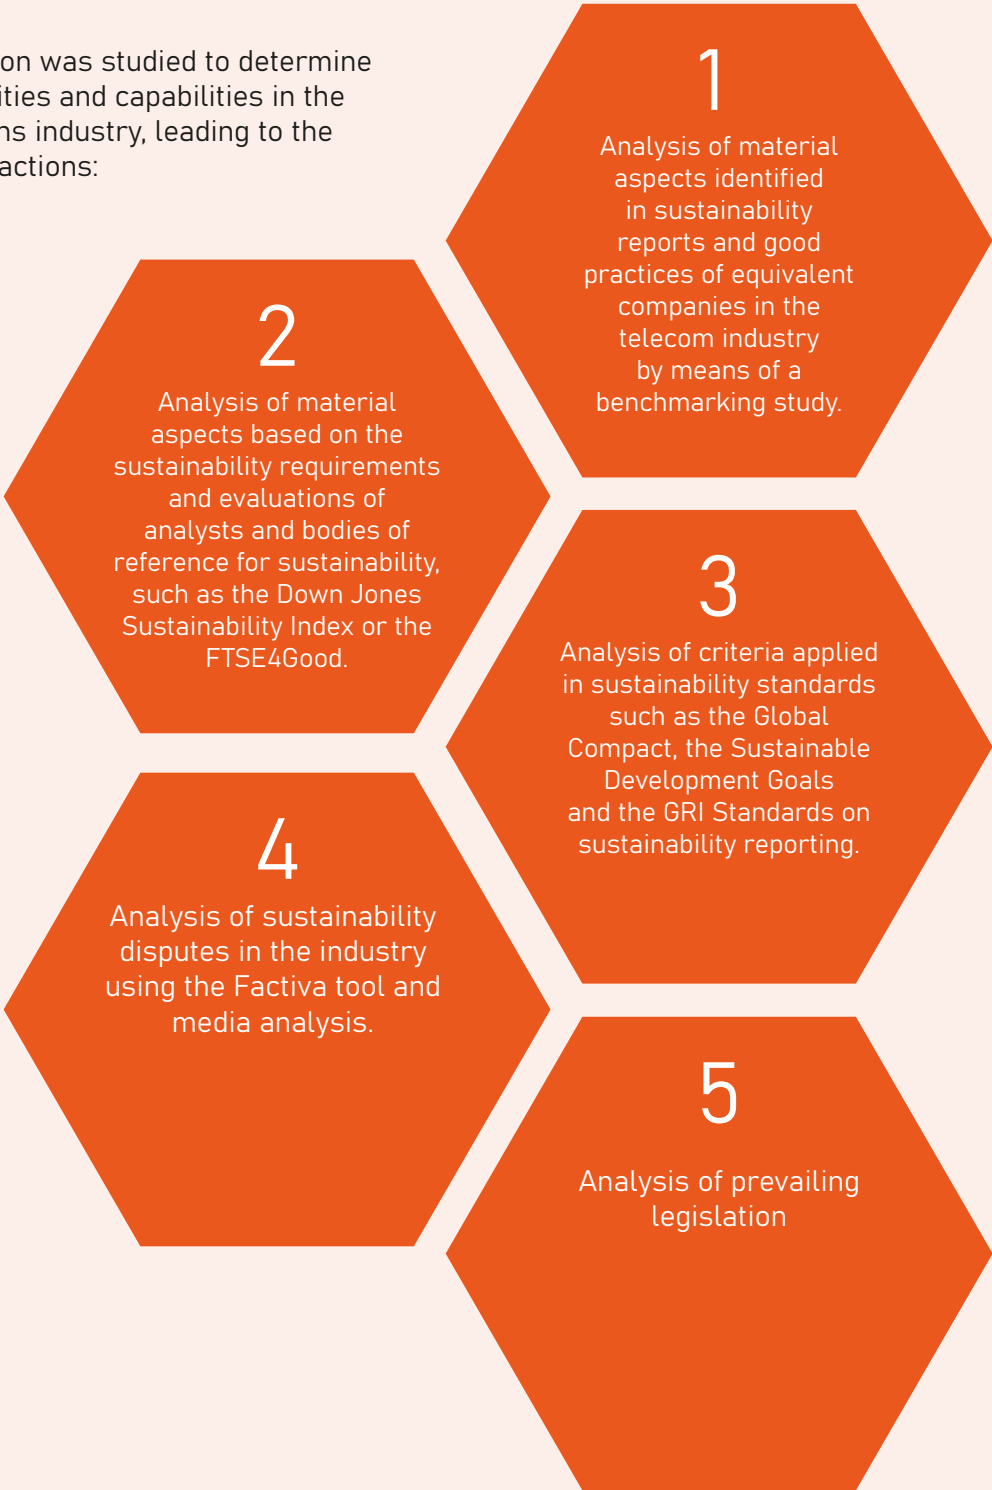 on was studied to determine
ities and capabilities in the
ns industry, leading to the
actions:
1
Analysis of material
aspects identified
in sustainability
reports and good
practices of equivalent
companies in the
telecom industry
by means of a
benchmarking study.
2
Analysis of material
aspects based on the
sustainability requirements
and evaluations of
analysts and bodies of
reference for sustainability,
such as the Down Jones
Sustainability Index or the
FTSE4Good.
3
Analysis of criteria applied
in sustainability standards
such as the Global
Compact, the Sustainable
Development Goals
and the GRI Standards on
sustainability reporting.
4
Analysis of sustainability
disputes in the industry
using the Factiva tool and
media analysis.
5
Analysis of prevailing
legislation